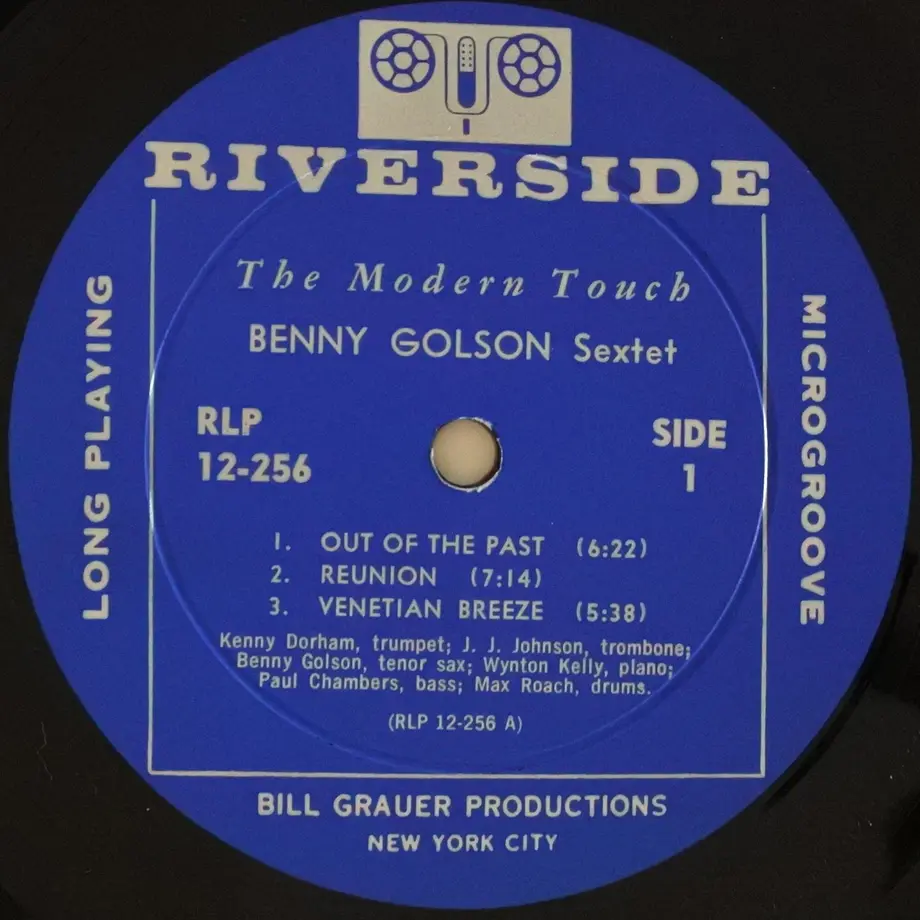 RIVERSIDE
The Modern Touch
BENNY GOLSON Sextet
RLP
12-256
SIDE
1
LONG PLAYING
MICROGROOVE
1. OUT OF THE PAST (6:22)
2. REUNION (7:14)
3. VENETIAN BREEZE (5:38)
Kenny Dorham, trumpet; J. J. Johnson, trombone;
Benny Golson, tenor sax; Wynton Kelly, piano;
Paul Chambers, bass; Max Roach, drums.
(RLP 12-256 A)
BILL GRAUER PRODUCTIONS
NEW YORK CITY